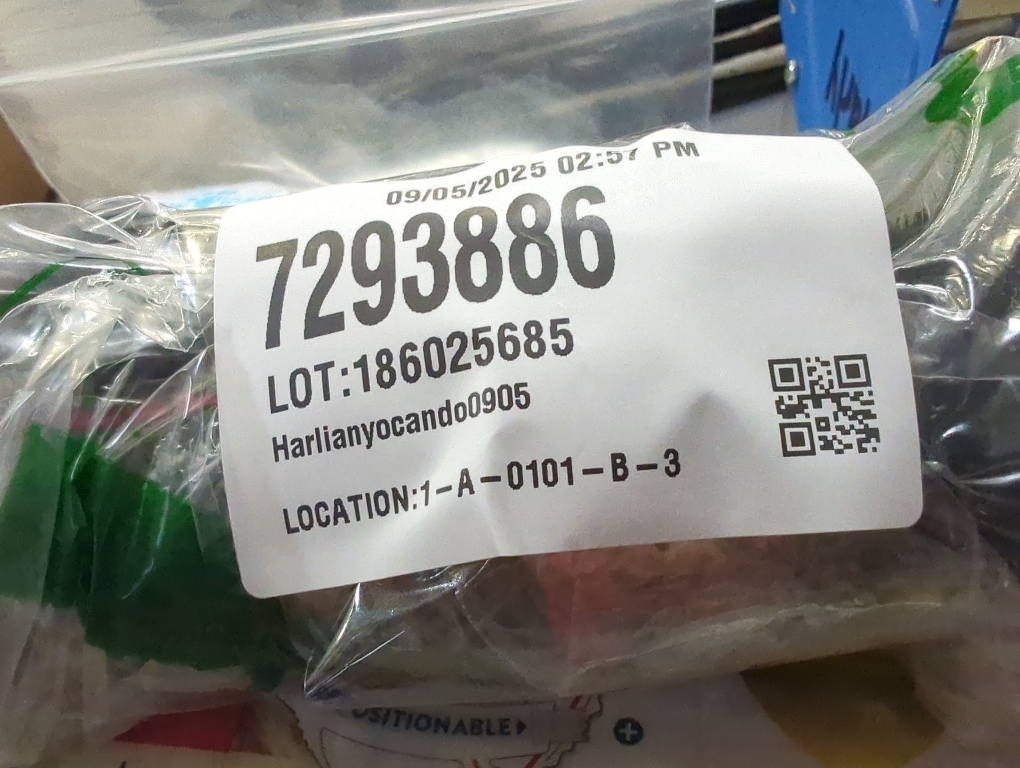 09/05/2025 02:57 PM
7293886
LOT:186025685
Harlianyocando0905
LOCATION:1-A-0101-B-3
OSITIONABLE